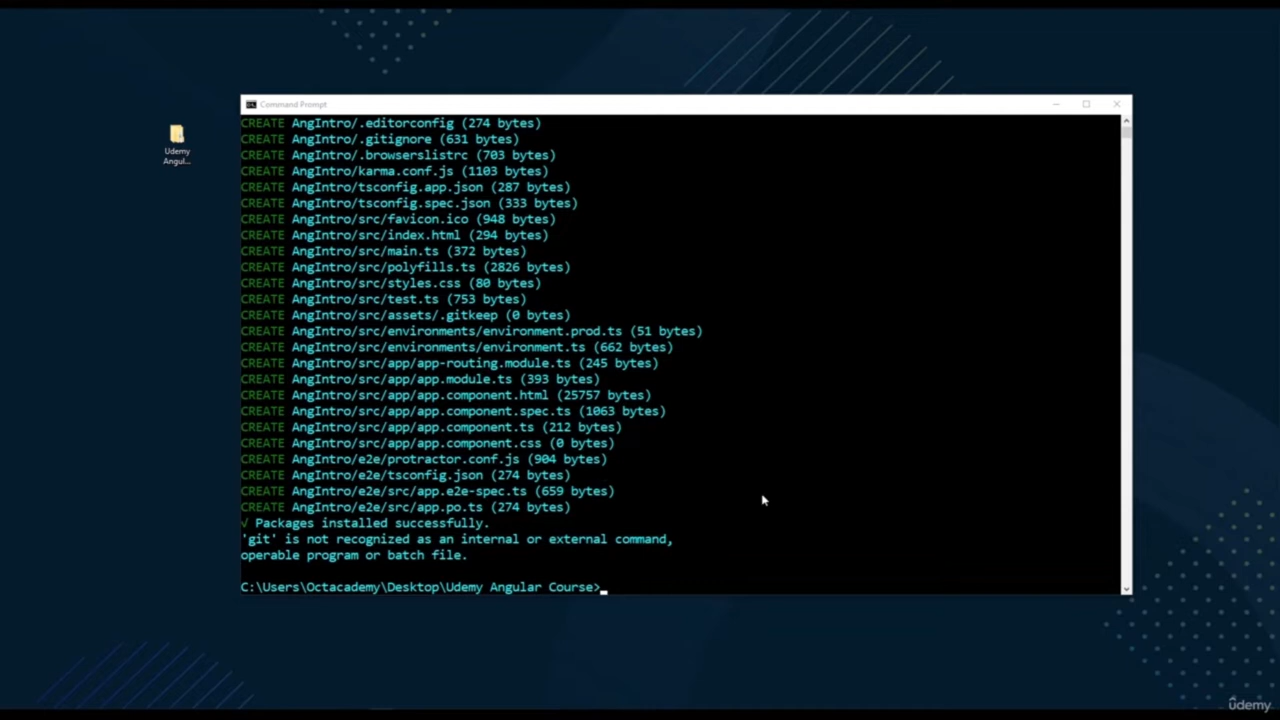 Command Prompt
CREATE AngIntro/.editorconfig (274 bytes)
CREATE AngIntro/.gitignore (631 bytes)
CREATE AngIntro/.browserslistrc (703 bytes)
CREATE AngIntro/karma.conf.js (1103 bytes)
CREATE AngIntro/tsconfig.app.json (287 bytes)
CREATE AngIntro/tsconfig.spec.json (333 bytes)
CREATE AngIntro/src/favicon.ico (948 bytes)
CREATE AngIntro/src/index.html (294 bytes)
CREATE AngIntro/src/main.ts (372 bytes)
CREATE AngIntro/src/polyfills.ts (2826 bytes)
CREATE AngIntro/src/styles.css (80 bytes)
CREATE AngIntro/src/test.ts (753 bytes)
CREATE AngIntro/src/assets/.gitkeep (0 bytes)
CREATE AngIntro/src/environments/environment.prod.ts (51 bytes)
CREATE AngIntro/src/environments/environment.ts (662 bytes)
CREATE AngIntro/src/app/app-routing.module.ts (245 bytes)
CREATE AngIntro/src/app/app.module.ts (393 bytes)
CREATE AngIntro/src/app/app.component.html (25757 bytes)
CREATE AngIntro/src/app/app.component.spec.ts (1063 bytes)
CREATE AngIntro/src/app/app.component.ts (212 bytes)
CREATE AngIntro/src/app/app.component.css (0 bytes)
CREATE AngIntro/e2e/protractor.conf.js (904 bytes)
CREATE AngIntro/e2e/tsconfig.json (274 bytes)
CREATE AngIntro/e2e/src/app.e2e-spec.ts (659 bytes)
CREATE AngIntro/e2e/src/app.po.ts (274 bytes)
√ Packages installed successfully.
'git' is not recognized as an internal or external command,
operable program or batch file.
C:\Users\Octacademy\Desktop\Udemy Angular Course>
Udemy
Angul...
ûdemy